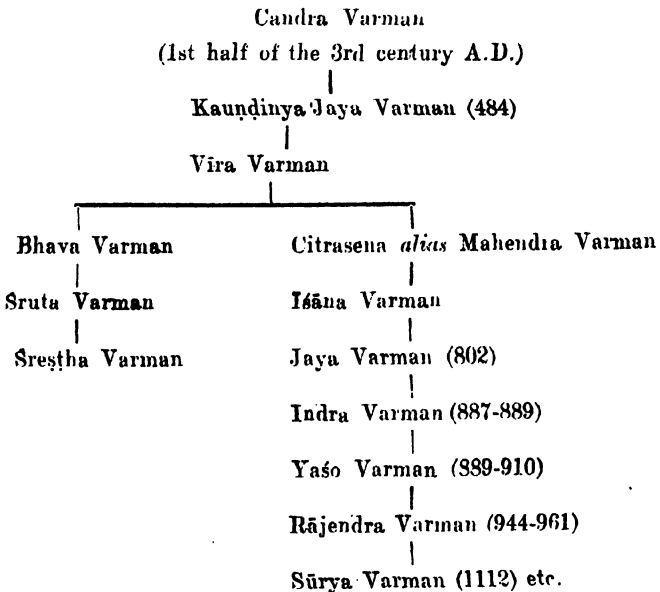 Candra Varman
(1st half of the 3rd century A.D.)
Kauṇḍinya Jaya Varman (484)
Vīra Varman
Bhava Varman
Citrasena alias Mahendra Varman
Śruta Varman
Iśāna Varman
Śreṣṭha Varman
Jaya Varman (802)
Indra Varman (887-889)
Yaśo Varman (889-910)
Rājendra Varman (944-961)
Sūrya Varman (1112) etc.